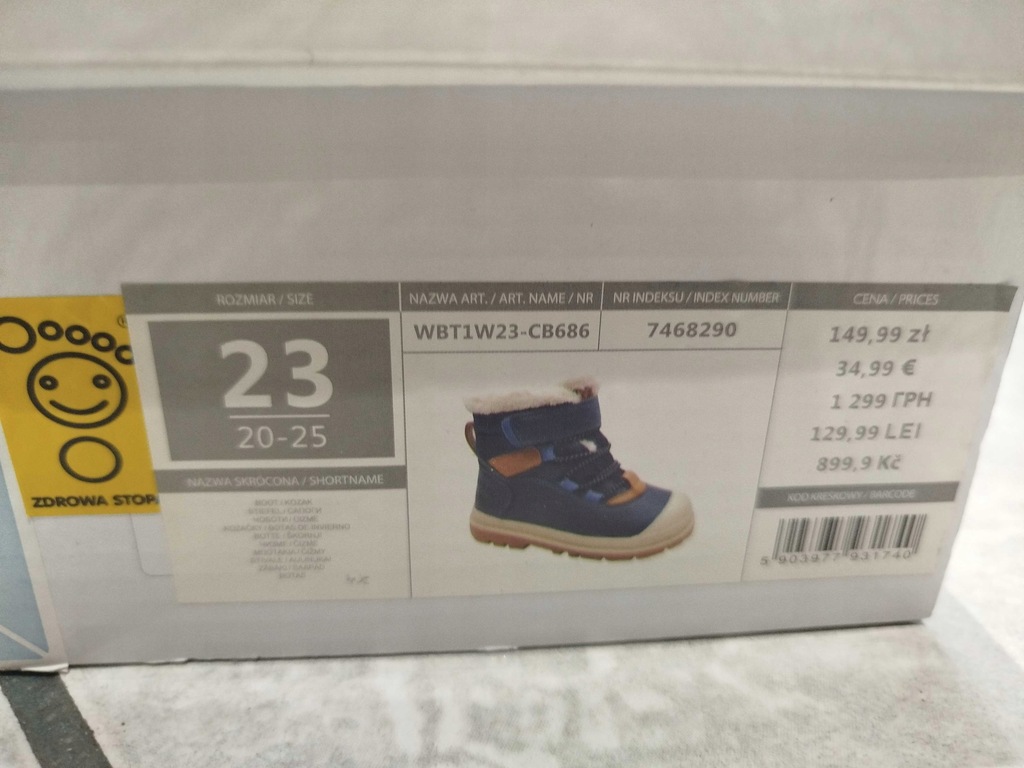 ZDROWA STOPA
ROZMIAR / SIZE
23
20-25
NAZWA SKRÓCONA / SHORTNAME
NAZWA ART. / ART. NAME / NR
WBT1W23-CB686
NR INDEKSU / INDEX NUMBER
7468290
CENA / PRICES
149,99 zł
34,99 €
1 299 ГРН
129,99 LEI
899,9 Kč
KOD KRESKOWY / BARCODE
5 903977 931740